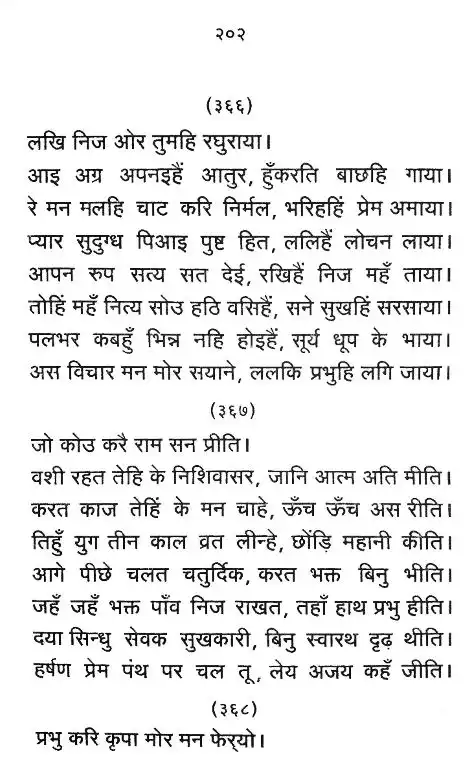 २०२
(३६६)
लखि निज ओर तुमहि रघुराया।
आइ अग्र अपनइहैं आतुर, हुँकरति बाछहि गाया।
रे मन मलहि चाट करि निर्मल, भरिहहिं प्रेम अमाया।
प्यार सुदुग्ध पिआइ पुष्ट हित, ललिहैं लोचन लाया।
आपन रुप सत्य सत देई, रखिहैं निज महँ ताया।
तोहिं महँ नित्य सोउ हठि वसिहैं, सने सुखहिं सरसाया।
पलभर कबहुँ भिन्न नहि होइहैं, सूर्य धूप के भाया।
अस विचार मन मोर सयाने, ललकि प्रभुहि लगि जाया।
(३६७)
जो कोउ करै राम सन प्रीति।
वशी रहत तेहि के निशिवासर, जानि आत्म अति मीति।
करत काज तेहिं के मन चाहे, ऊँच ऊँच अस रीति।
तिहुँ युग तीन काल व्रत लीन्हे, छोंड़ि महानी कीति।
आगे पीछे चलत चतुर्दिक, करत भक्त बिनु भीति।
जहँ जहँ भक्त पाँव निज राखत, तहाँ हाथ प्रभु हीति।
दया सिन्धु सेवक सुखकारी, बिनु स्वारथ दृढ़ थीति।
हर्षण प्रेम पंथ पर चल तू, लेय अजय कहँ जीति।
(३६८)
प्रभु करि कृपा मोर मन फेर्‌यो।